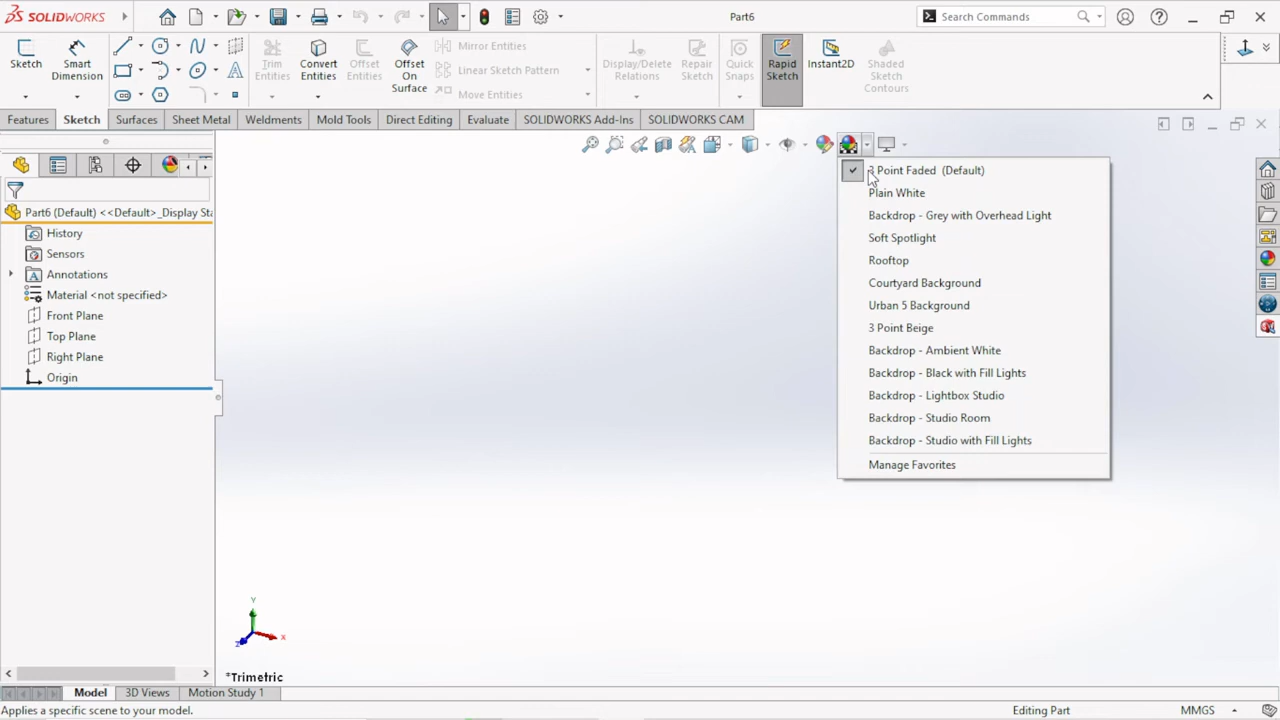 SOLIDWORKS
Part6
Search Commands
Sketch
Smart Dimension
Trim Entities
Convert Entities
Offset Entities
Offset On Surface
Mirror Entities
Linear Sketch Pattern
Move Entities
Display/Delete Relations
Repair Sketch
Quick Snaps
Rapid Sketch
Instant2D
Shaded Sketch Contours
Features
Sketch
Surfaces
Sheet Metal
Weldments
Mold Tools
Direct Editing
Evaluate
SOLIDWORKS Add-Ins
SOLIDWORKS CAM
Part6 (Default) <<Default>_Display Sta
History
Sensors
Annotations
Material <not specified>
Front Plane
Top Plane
Right Plane
Origin
3 Point Faded (Default)
Plain White
Backdrop - Grey with Overhead Light
Soft Spotlight
Rooftop
Courtyard Background
Urban 5 Background
3 Point Beige
Backdrop - Ambient White
Backdrop - Black with Fill Lights
Backdrop - Lightbox Studio
Backdrop - Studio Room
Backdrop - Studio with Fill Lights
Manage Favorites
Y
X
Z
*Trimetric
Model
3D Views
Motion Study 1
Applies a specific scene to your model.
Editing Part
MMGS